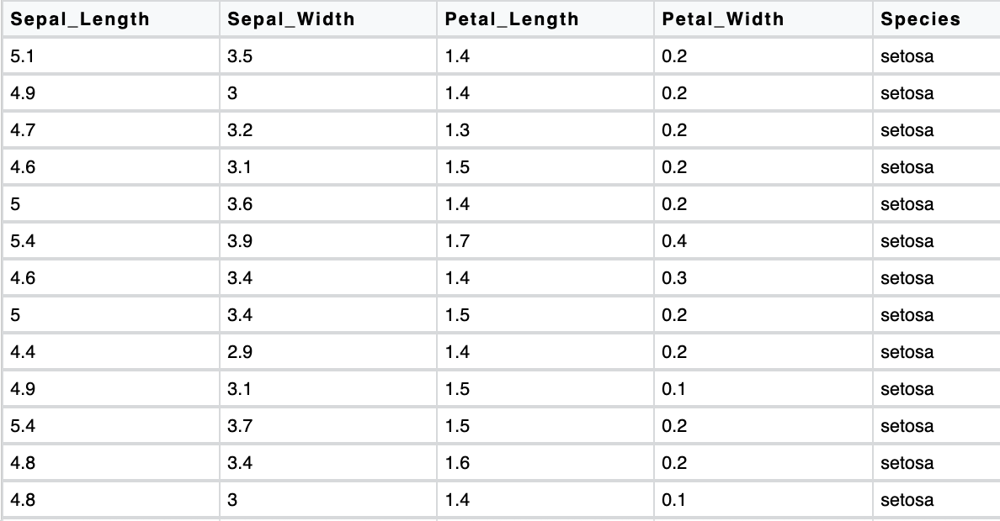 Sepal_Length Sepal_Width Petal_Length Petal_Width Species
5.1 3.5 1.4 0.2 setosa
4.9 3 1.4 0.2 setosa
4.7 3.2 1.3 0.2 setosa
4.6 3.1 1.5 0.2 setosa
5 3.6 1.4 0.2 setosa
5.4 3.9 1.7 0.4 setosa
4.6 3.4 1.4 0.3 setosa
5 3.4 1.5 0.2 setosa
4.4 2.9 1.4 0.2 setosa
4.9 3.1 1.5 0.1 setosa
5.4 3.7 1.5 0.2 setosa
4.8 3.4 1.6 0.2 setosa
4.8 3 1.4 0.1 setosa